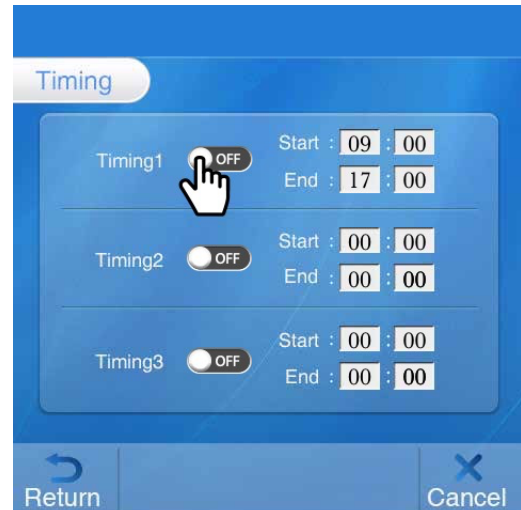 Timing
Timing1 OFF Start : 09 : 00
End : 17 : 00
Timing2 OFF Start : 00 : 00
End : 00 : 00
Timing3 OFF Start : 00 : 00
End : 00 : 00
Return Cancel